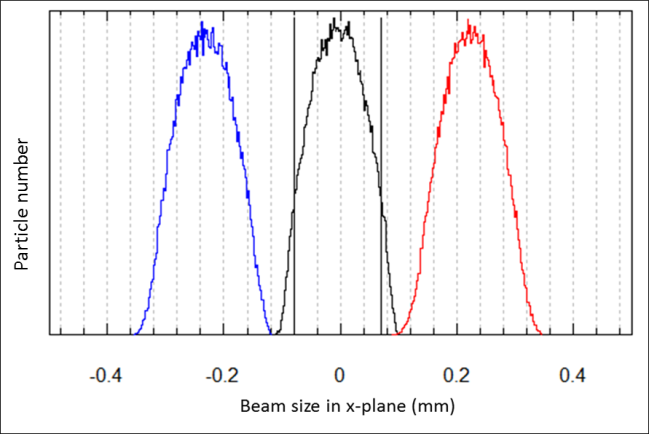 Particle number
-0.4 -0.2 0 0.2 0.4
Beam size in x-plane (mm)